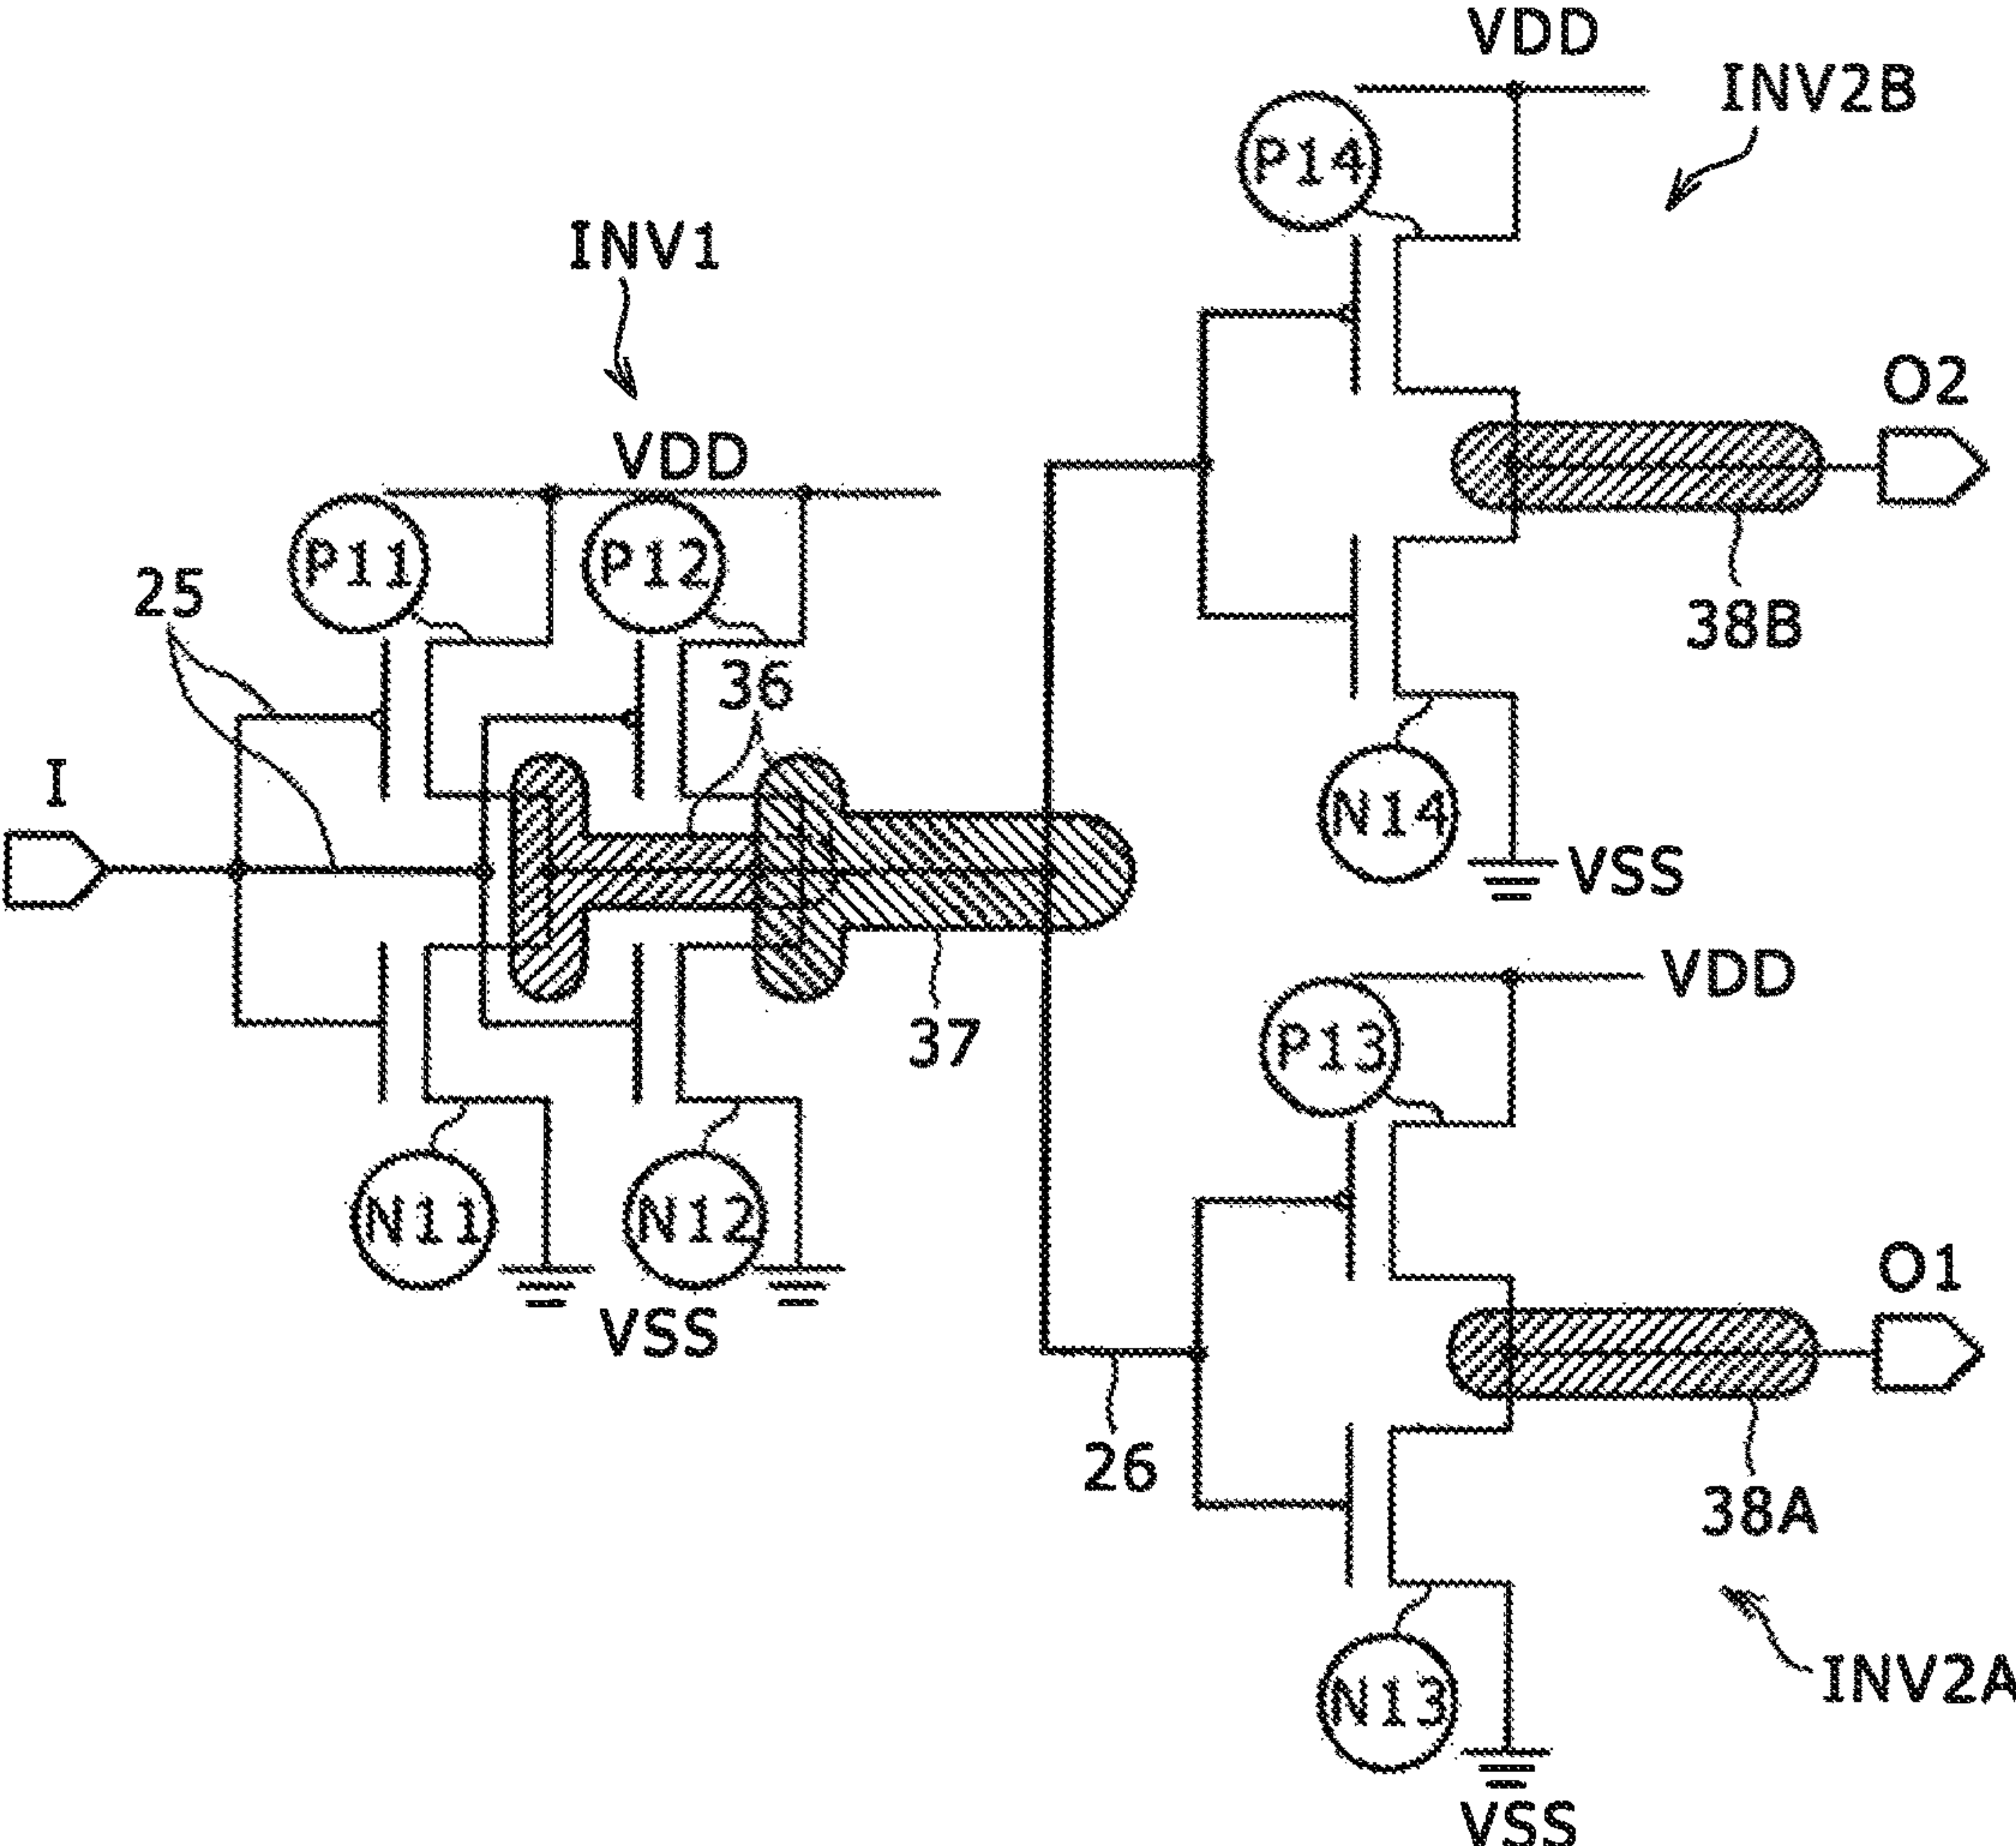 VDD
INV2B
P14
INV1
O2
VDD
P11
P12
25
38B
36
I
N14
VSS
VDD
37
P13
N11
N12
O1
VSS
26
38A
INV2A
N13
VSS